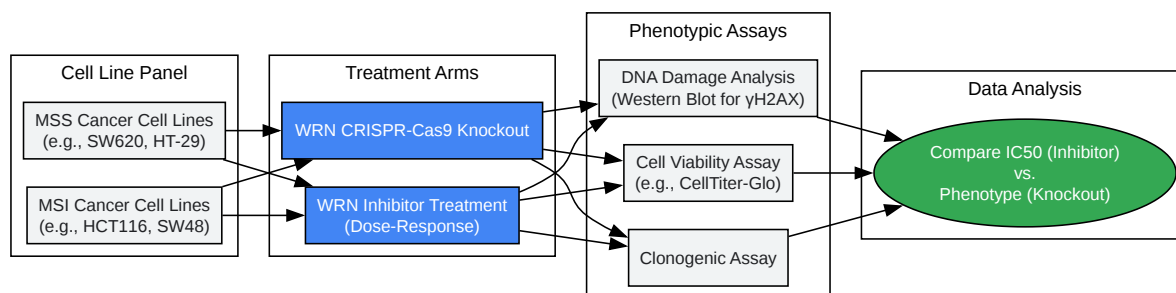 Cell Line Panel
MSS Cancer Cell Lines
(e.g., SW620, HT-29)
MSI Cancer Cell Lines
(e.g., HCT116, SW48)
Treatment Arms
WRN CRISPR-Cas9 Knockout
WRN Inhibitor Treatment
(Dose-Response)
Phenotypic Assays
DNA Damage Analysis
(Western Blot for γH2AX)
Cell Viability Assay
(e.g., CellTiter-Glo)
Clonogenic Assay
Data Analysis
Compare IC50 (Inhibitor)
vs.
Phenotype (Knockout)